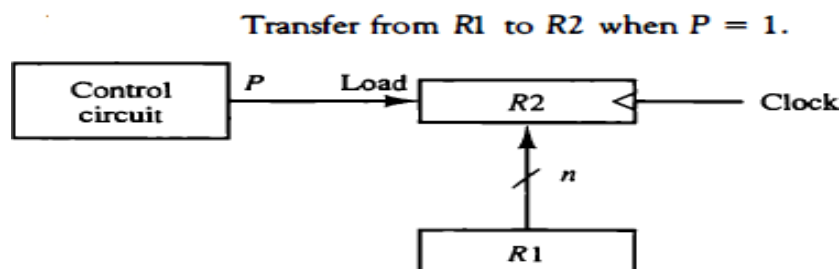 Transfer from R1 to R2 when P = 1.
Control
circuit
P
Load
R2
Clock
n
R1